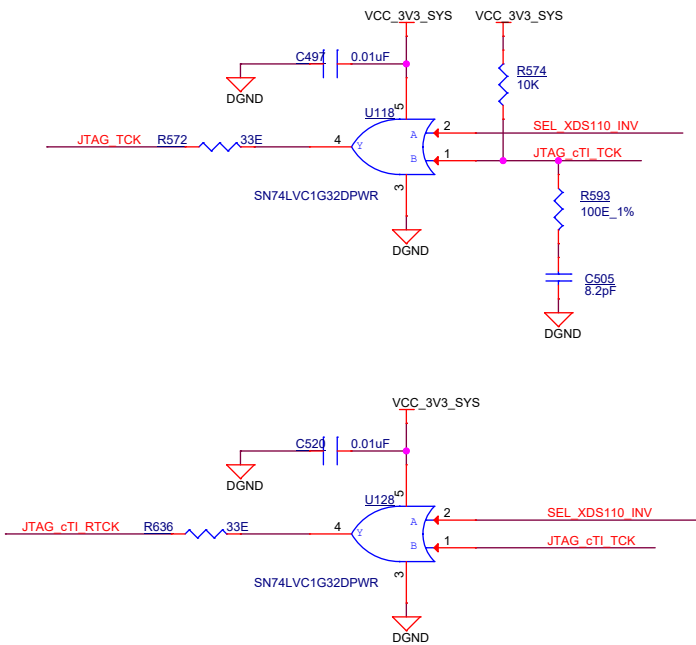 VCC_3V3_SYS VCC_3V3_SYS
C497 0.01uF
R574
10K
DGND
U118
5
A 2 SEL_XDS110_INV
JTAG_TCK R572 33E 4 Y
B 1 JTAG_cTI_TCK
3
SN74LVC1G32DPWR
R593
100E_1%
DGND
C505
8.2pF
DGND
VCC_3V3_SYS
C520 0.01uF
DGND
U128
5
A 2 SEL_XDS110_INV
JTAG_cTI_RTCK R636 33E 4 Y
B 1 JTAG_cTI_TCK
3
SN74LVC1G32DPWR
DGND